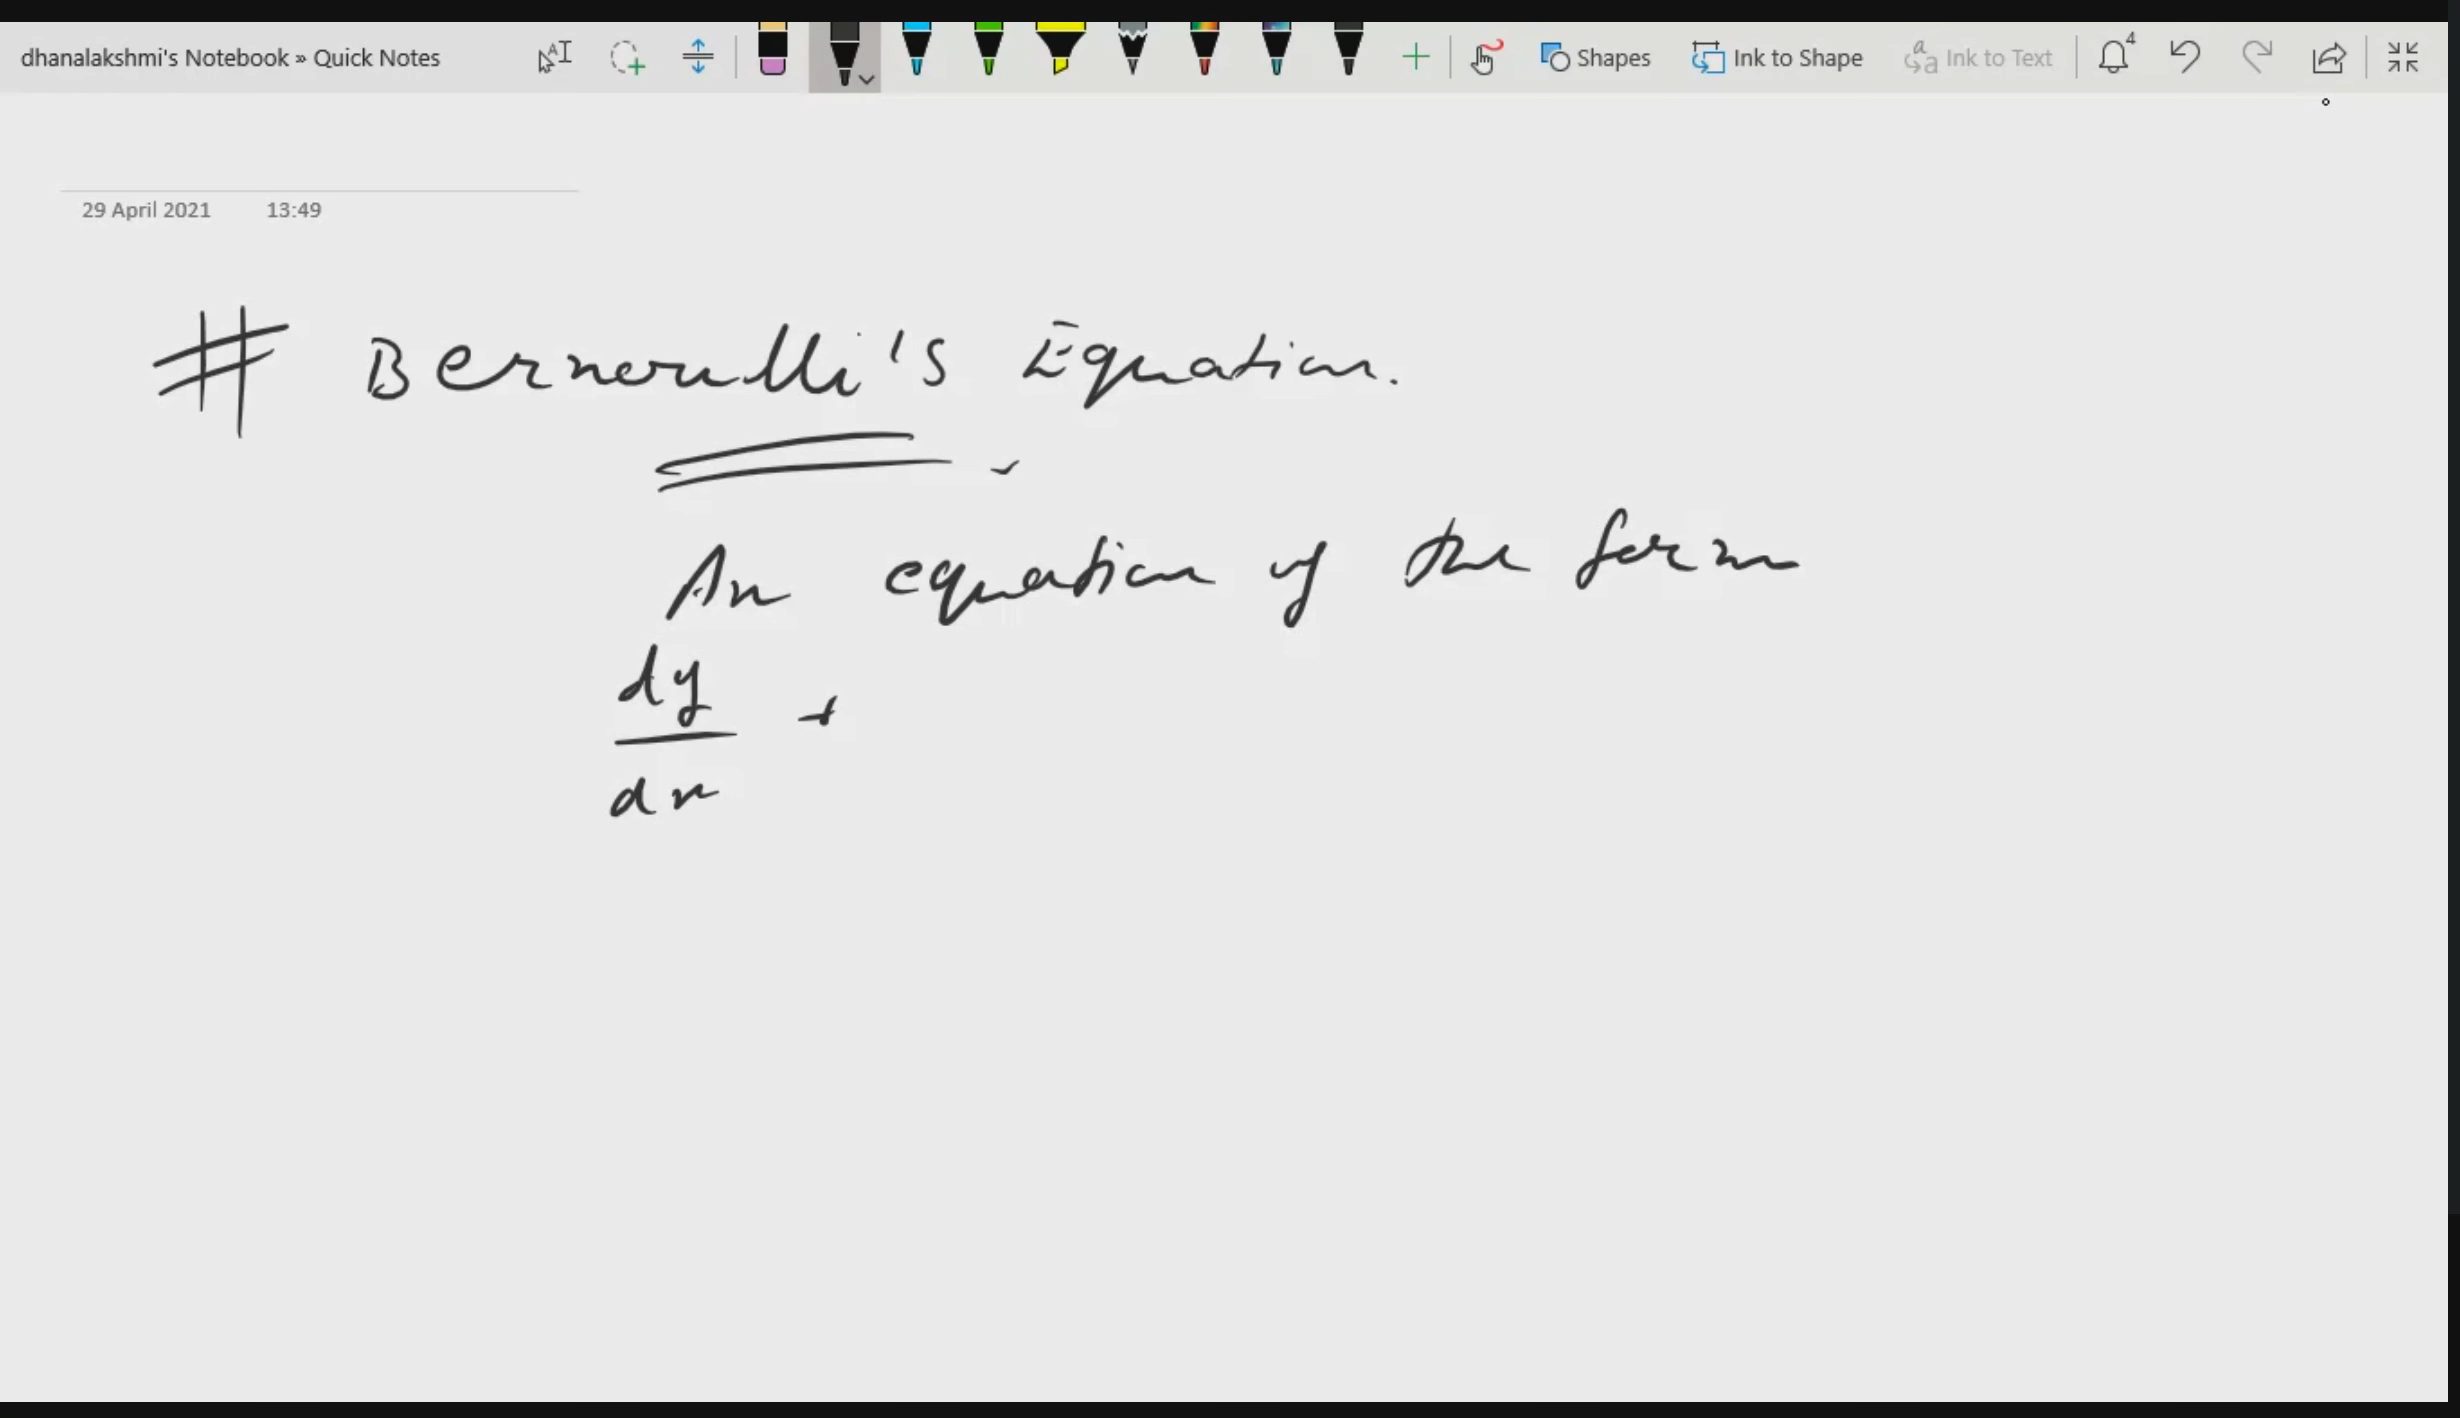 dhanalakshmi's Notebook » Quick Notes Shapes Ink to Shape Ink to Text 4
29 April 2021 13:49
# Bernoulli's Equation.
An equation of the form
dy
dx +